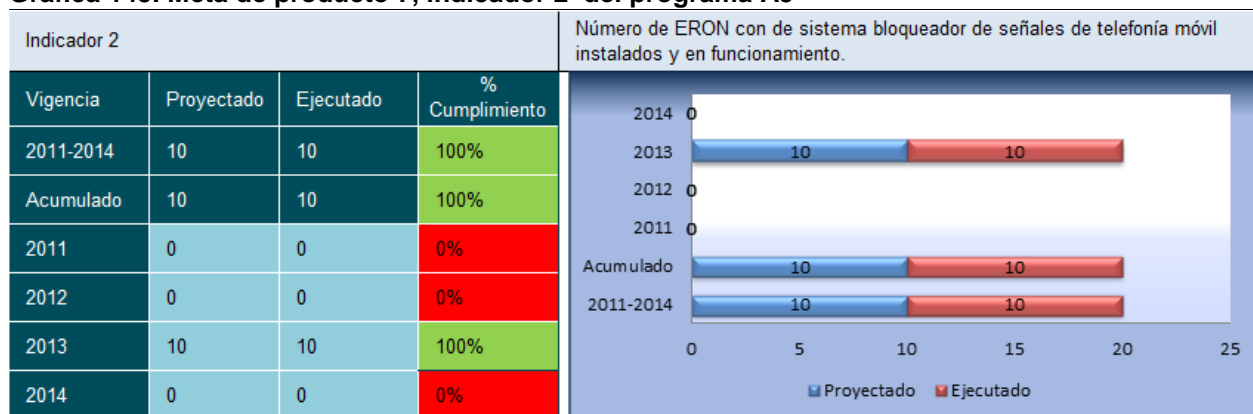 Indicador 2
Número de ERON con de sistema bloqueador de señales de telefonía móvil
instalados y en funcionamiento.
Vigencia Proyectado Ejecutado %
Cumplimiento
2011-2014 10 10 100%
Acumulado 10 10 100%
2011 0 0 0%
2012 0 0 0%
2013 10 10 100%
2014 0 0 0%
2014 0
2013 10 10
2012 0
2011 0
Acumulado 10 10
2011-2014 10 10
0 5 10 15 20 25
Proyectado Ejecutado